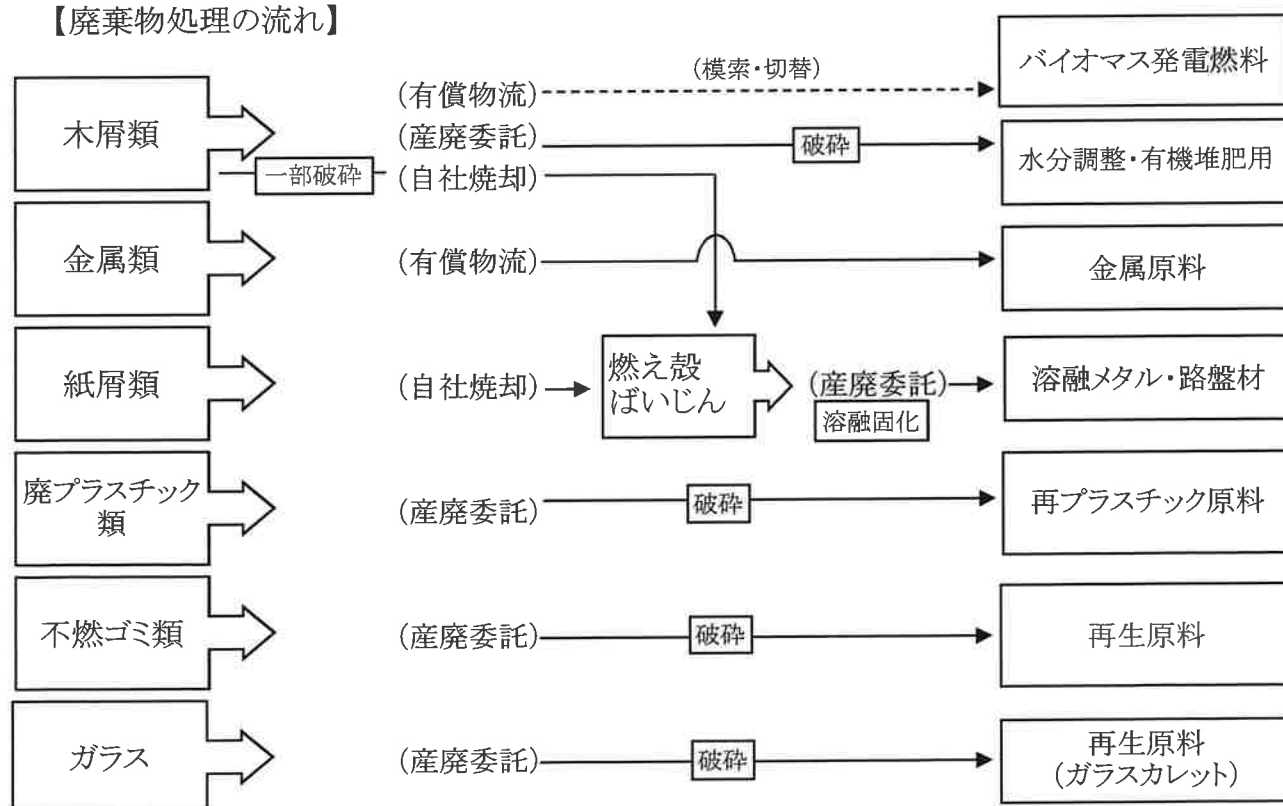 【廃棄物処理の流れ】
木屑類
一部破砕
(有償物流)
(模索・切替)
バイオマス発電燃料
(産廃委託)
破砕
水分調整・有機堆肥用
(自社焼却)
金属類
(有償物流)
金属原料
紙屑類
(自社焼却)
燃え殻
ばいじん
(産廃委託)
溶融固化
溶融メタル・路盤材
廃プラスチック
類
(産廃委託)
破砕
再プラスチック原料
不燃ゴミ類
(産廃委託)
破砕
再生原料
ガラス
(産廃委託)
破砕
再生原料
(ガラスカレット)